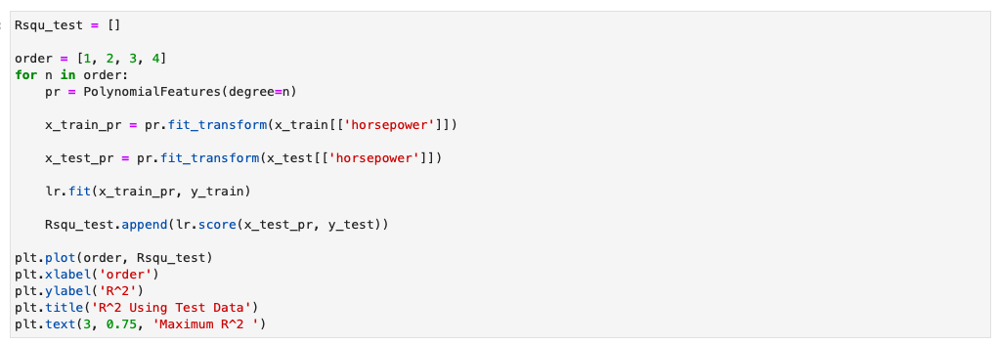 Rsqu_test = []
order = [1, 2, 3, 4]
for n in order:
    pr = PolynomialFeatures(degree=n)
    x_train_pr = pr.fit_transform(x_train[['horsepower']])
    x_test_pr = pr.fit_transform(x_test[['horsepower']])
    lr.fit(x_train_pr, y_train)
    Rsqu_test.append(lr.score(x_test_pr, y_test))
plt.plot(order, Rsqu_test)
plt.xlabel('order')
plt.ylabel('R^2')
plt.title('R^2 Using Test Data')
plt.text(3, 0.75, 'Maximum R^2 ')